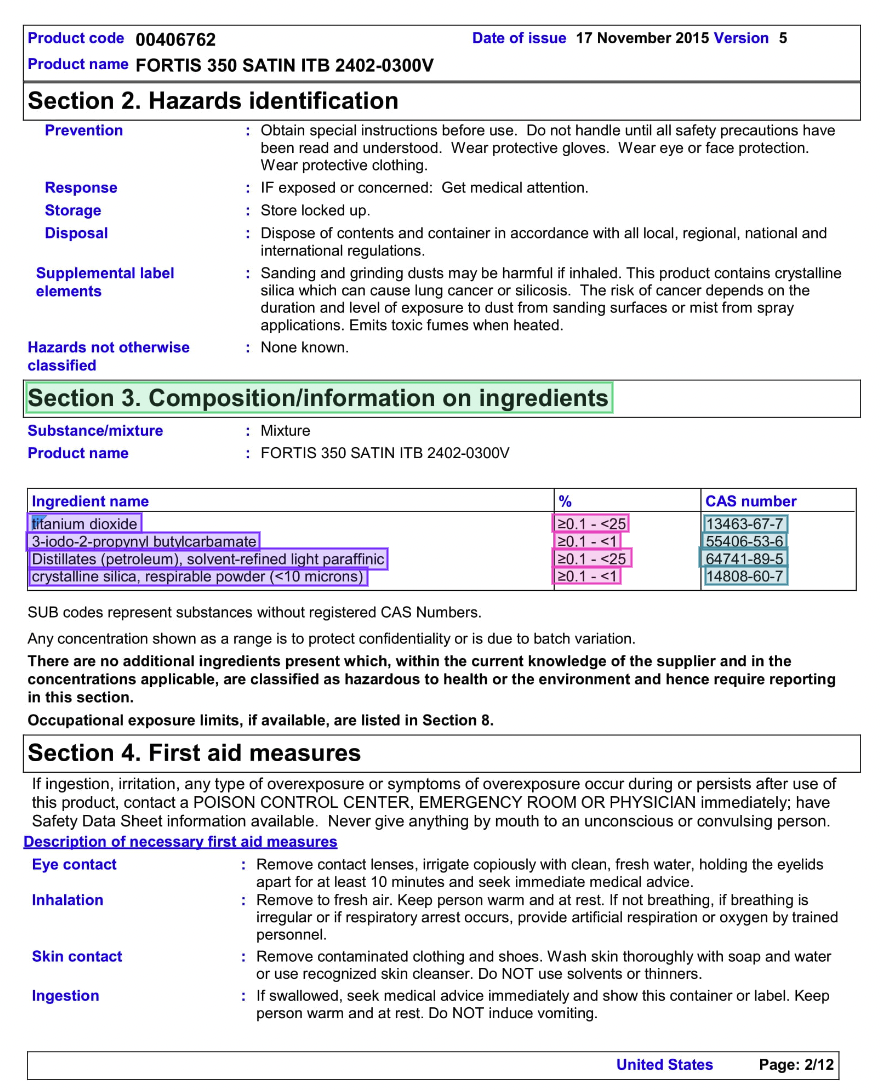 Product code 00406762 Date of issue 17 November 2015 Version 5
Product name FORTIS 350 SATIN ITB 2402-0300V
Section 2. Hazards identification
Prevention : Obtain special instructions before use. Do not handle until all safety precautions have
been read and understood. Wear protective gloves. Wear eye or face protection.
Wear protective clothing.
Response : IF exposed or concerned: Get medical attention.
Storage : Store locked up.
Disposal : Dispose of contents and container in accordance with all local, regional, national and
international regulations.
Supplemental label : Sanding and grinding dusts may be harmful if inhaled. This product contains crystalline
elements silica which can cause lung cancer or silicosis. The risk of cancer depends on the
duration and level of exposure to dust from sanding surfaces or mist from spray
applications. Emits toxic fumes when heated.
Hazards not otherwise : None known.
classified
Section 3. Composition/information on ingredients
Substance/mixture : Mixture
Product name : FORTIS 350 SATIN ITB 2402-0300V
Ingredient name % CAS number
titanium dioxide ≥0.1 - <25 13463-67-7
3-iodo-2-propynyl butylcarbamate ≥0.1 - <1 55406-53-6
Distillates (petroleum), solvent-refined light paraffinic ≥0.1 - <25 64741-89-5
crystalline silica, respirable powder (<10 microns) ≥0.1 - <1 14808-60-7
SUB codes represent substances without registered CAS Numbers.
Any concentration shown as a range is to protect confidentiality or is due to batch variation.
There are no additional ingredients present which, within the current knowledge of the supplier and in the
concentrations applicable, are classified as hazardous to health or the environment and hence require reporting
in this section.
Occupational exposure limits, if available, are listed in Section 8.
Section 4. First aid measures
If ingestion, irritation, any type of overexposure or symptoms of overexposure occur during or persists after use of
this product, contact a POISON CONTROL CENTER, EMERGENCY ROOM OR PHYSICIAN immediately; have
Safety Data Sheet information available. Never give anything by mouth to an unconscious or convulsing person.
Description of necessary first aid measures
Eye contact : Remove contact lenses, irrigate copiously with clean, fresh water, holding the eyelids
apart for at least 10 minutes and seek immediate medical advice.
Inhalation : Remove to fresh air. Keep person warm and at rest. If not breathing, if breathing is
irregular or if respiratory arrest occurs, provide artificial respiration or oxygen by trained
personnel.
Skin contact : Remove contaminated clothing and shoes. Wash skin thoroughly with soap and water
or use recognized skin cleanser. Do NOT use solvents or thinners.
Ingestion : If swallowed, seek medical advice immediately and show this container or label. Keep
person warm and at rest. Do NOT induce vomiting.
United States Page: 2/12